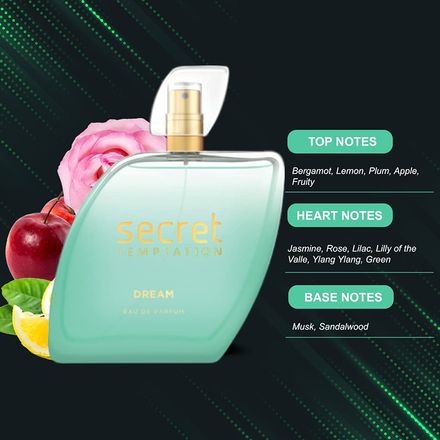 secret
TEMPTATION
DREAM
EAU DE PARFUM
TOP NOTES
Bergamot, Lemon, Plum, Apple,
Fruity
HEART NOTES
Jasmine, Rose, Lilac, Lilly of the
Valle, Ylang Ylang, Green
BASE NOTES
Musk, Sandalwood